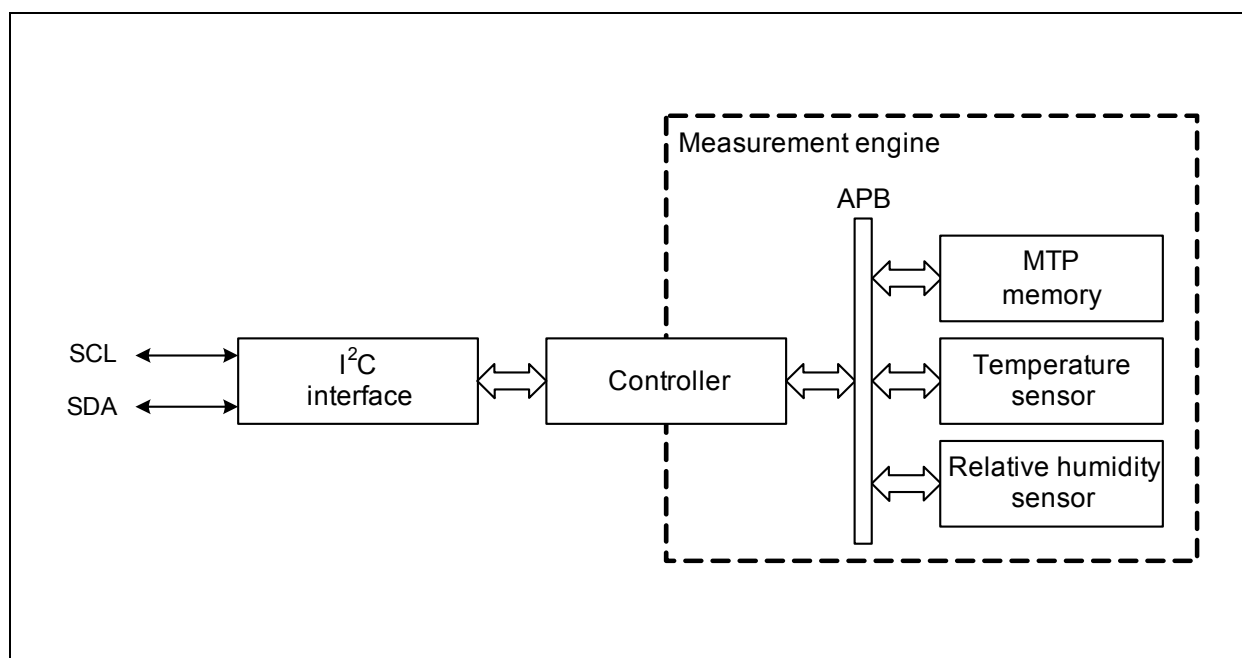 Measurement engine
APB
MTP
memory
SCL
SDA
I²C
interface
Controller
Temperature
sensor
Relative humidity
sensor